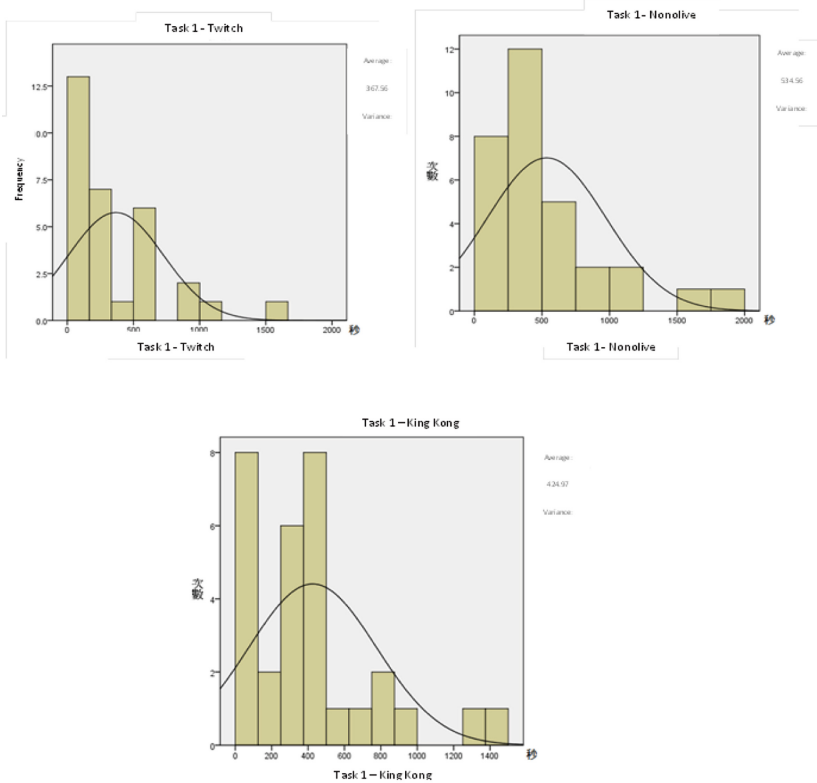 Task 1 - Twitch
Average:
367.56
Variance:
Frequency
12.5
0.0
7.5
5.0
2.5
0.0
0
500
1000
1500
2000
秒
Task 1 - Twitch
Task 1 - Nonolive
Average:
534.56
Variance:
次數
12
10
8
6
4
2
0
0
500
1000
1500
2000
秒
Task 1 - Nonolive
Task 1 – King Kong
Average:
424.97
Variance:
次數
8
6
4
2
0
0
200
400
600
800
1000
1200
1400
秒
Task 1 – King Kong